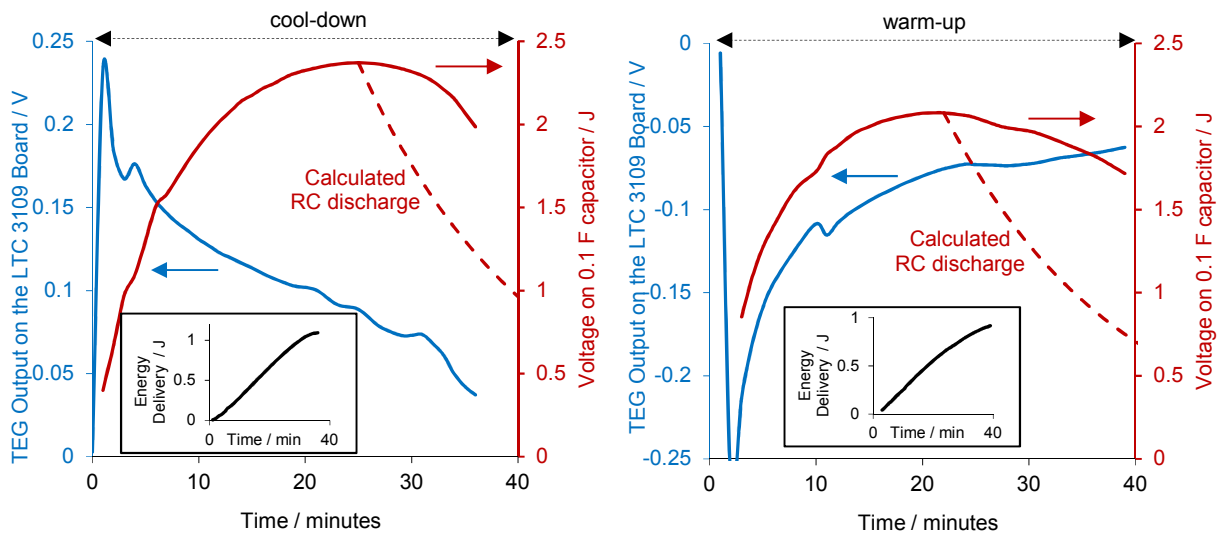 cool-down
TEG Output on the LTC 3109 Board / V
0.25
0.2
0.15
0.1
0.05
0
2.5
2
1.5
1
0.5
0
Voltage on 0.1 F capacitor / J
Calculated
RC discharge
Energy
Delivery / J
1
0.5
0
0
Time / min
40
0
10
20
30
40
Time / minutes
warm-up
TEG Output on the LTC 3109 Board / V
0
-0.05
-0.1
-0.15
-0.2
-0.25
2.5
2
1.5
1
0.5
0
Voltage on 0.1 F capacitor / J
Calculated
RC discharge
Energy
Delivery / J
1
0.5
0
0
Time / min
40
0
10
20
30
40
Time / minutes